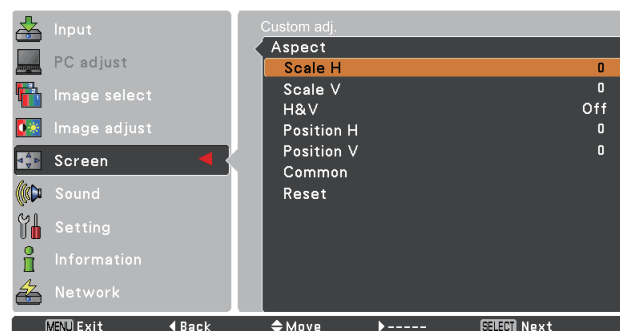 Input
PC adjust
Image select
Image adjust
Screen
Sound
Setting
Information
Network
Custom adj.
Aspect
Scale H 0
Scale V 0
H&V Off
Position H 0
Position V 0
Common
Reset
MENU Exit Back Move ----- SELECT Next